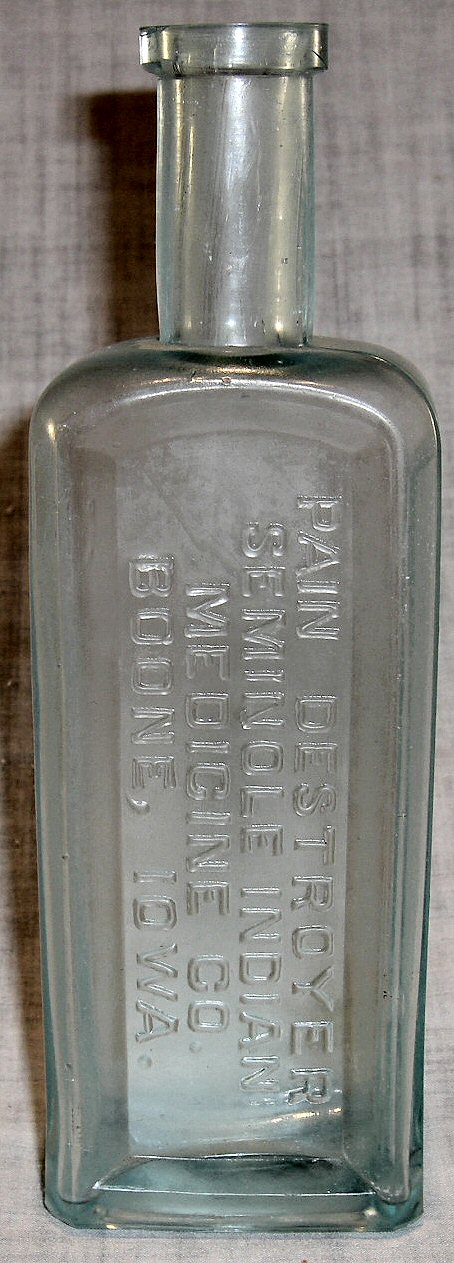 PAIN DESTROYER
SEMINOLE INDIAN
MEDICINE CO.
BOONE, IOWA.